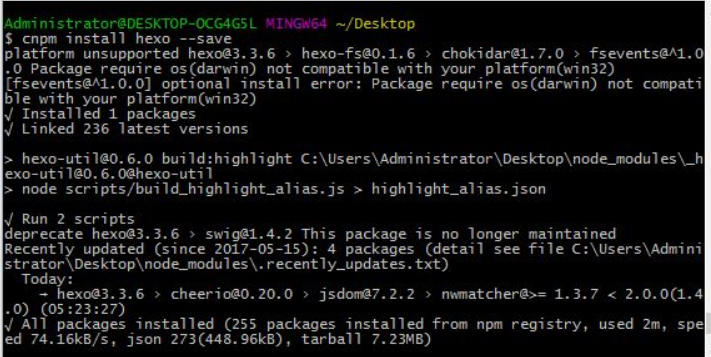 Administrator@DESKTOP-OCG4G5L MINGW64 ~/Desktop
$ cnpm install hexo --save
platform unsupported hexo@3.3.6 › hexo-fs@0.1.6 › chokidar@1.7.0 › fsevents@^1.0
.0 Package require os(darwin) not compatible with your platform(win32)
[fsevents@^1.0.0] optional install error: Package require os(darwin) not compati
ble with your platform(win32)
√ Installed 1 packages
√ Linked 236 latest versions
> hexo-util@0.6.0 build:highlight C:\Users\Administrator\Desktop\node_modules\_h
exo-util@0.6.0@hexo-util
> node scripts/build_highlight_alias.js > highlight_alias.json
√ Run 2 scripts
deprecate hexo@3.3.6 › swig@1.4.2 This package is no longer maintained
Recently updated (since 2017-05-15): 4 packages (detail see file C:\Users\Admini
strator\Desktop\node_modules\.recently_updates.txt)
Today:
→ hexo@3.3.6 › cheerio@0.20.0 › jsdom@7.2.2 › nwmatcher@>= 1.3.7 < 2.0.0(1.4
.0) (05:23:27)
√ All packages installed (255 packages installed from npm registry, used 2m, spe
ed 74.16kB/s, json 273(448.96kB), tarball 7.23MB)